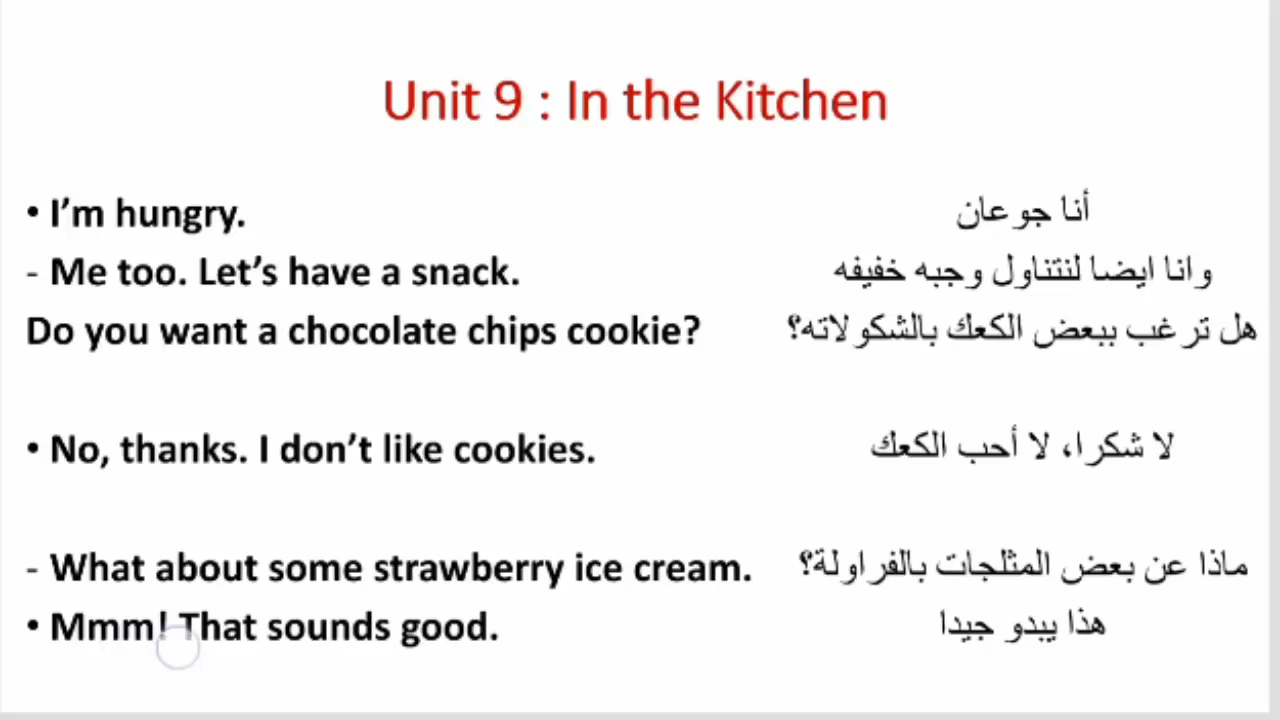 Unit 9 : In the Kitchen
• I'm hungry. أنا جوعان
- Me too. Let's have a snack. وانا ايضا لنتناول وجبه خفيفه
Do you want a chocolate chips cookie? هل ترغب ببعض الكعك بالشكولاته؟
• No, thanks. I don't like cookies. لا شكرا، لا أحب الكعك
- What about some strawberry ice cream. ماذا عن بعض المثلجات بالفراولة؟
• Mmm! That sounds good. هذا يبدو جيدا